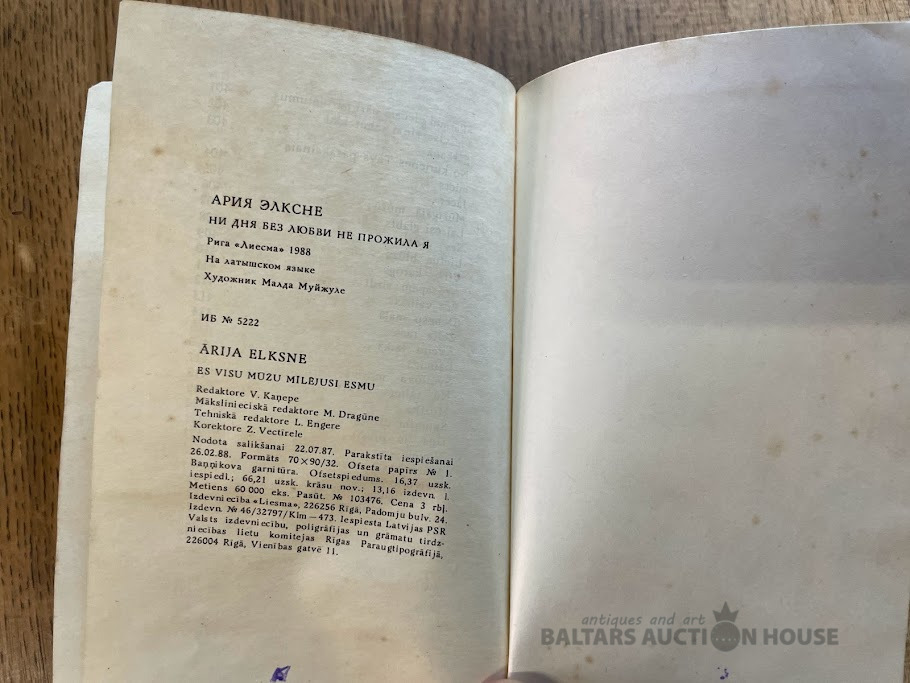 АРИЯ ЭЛКСНЕ
НИ ДНЯ БЕЗ ЛЮБВИ НЕ ПРОЖИЛА Я
Рига «Лиесма» 1988
На латышском языке
Художник Малда Муйжуле
ИБ № 5222
ĀRIJA ELKSNE
ES VISU MŪŽU MĪLĒJUSI ESMU
Redaktore V. Kaņepe
Mākslinieciskā redaktore M. Dragūne
Tehniskā redaktore L. Engere
Korektore Z. Vectirele
Nodota salikšanai 22.07.87. Parakstīta iespiešanai
26.02.88. Formāts 70×90/32. Ofseta papīrs № 1.
Baņņikova garnitūra. Ofsetspiedums. 16,37 uzsk.
iespiedl.; 66,21 uzsk. krāsu nov.; 13,16 izdevn. l.
Metiens 60 000 eks. Pasūt. № 103476. Cena 3 rbļ.
Izdevniecība «Liesma», 226256 Rīgā, Padomju bulv. 24.
Izdevn. № 46/32797/Klm—473. Iespiesta Latvijas PSR
Valsts izdevniecību, poligrāfijas un grāmatu tirdz-
niecības lietu komitejas Rīgas Paraugtipogrāfijā,
226004 Rīgā, Vienības gatvē 11.
antiques and art
BALTARS AUCTION HOUSE